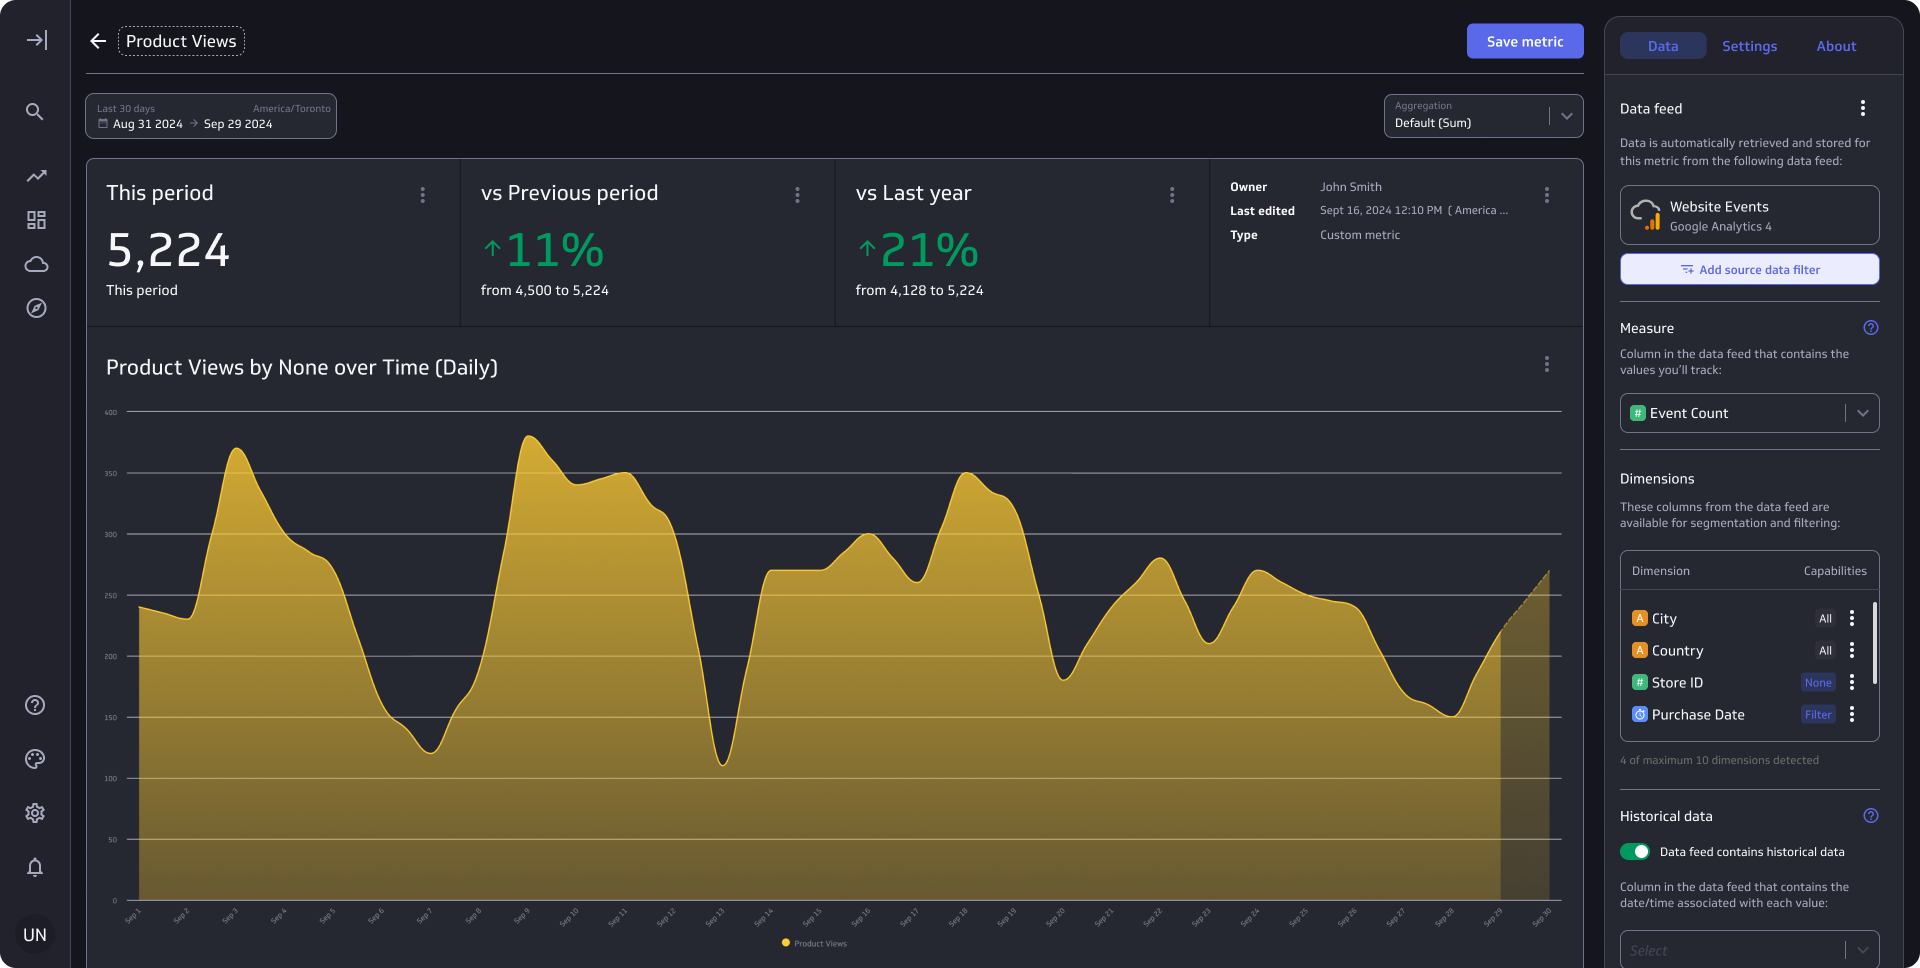 Product Views
Save metric
Data
Settings
About
Last 30 days
America/Toronto
Aug 31 2024 → Sep 29 2024
Aggregation
Default (Sum)
This period
5,224
This period
vs Previous period
↑11%
from 4,500 to 5,224
vs Last year
↑21%
from 4,128 to 5,224
Owner John Smith
Last edited Sept 16, 2024 12:10 PM ( America ...
Type Custom metric
Product Views by None over Time (Daily)
400
350
300
250
200
150
100
50
0
Sep 1
Sep 2
Sep 3
Sep 4
Sep 5
Sep 6
Sep 7
Sep 8
Sep 9
Sep 10
Sep 11
Sep 12
Sep 13
Sep 14
Sep 15
Sep 16
Sep 17
Sep 18
Sep 19
Sep 20
Sep 21
Sep 22
Sep 23
Sep 24
Sep 25
Sep 26
Sep 27
Sep 28
Sep 29
Sep 30
Product Views
UN
Data feed
Data is automatically retrieved and stored for
this metric from the following data feed:
Website Events
Google Analytics 4
Add source data filter
Measure
Column in the data feed that contains the
values you'll track:
# Event Count
Dimensions
These columns from the data feed are
available for segmentation and filtering:
Dimension Capabilities
A City All
A Country All
# Store ID None
Purchase Date Filter
4 of maximum 10 dimensions detected
Historical data
Data feed contains historical data
Column in the data feed that contains the
date/time associated with each value:
Select